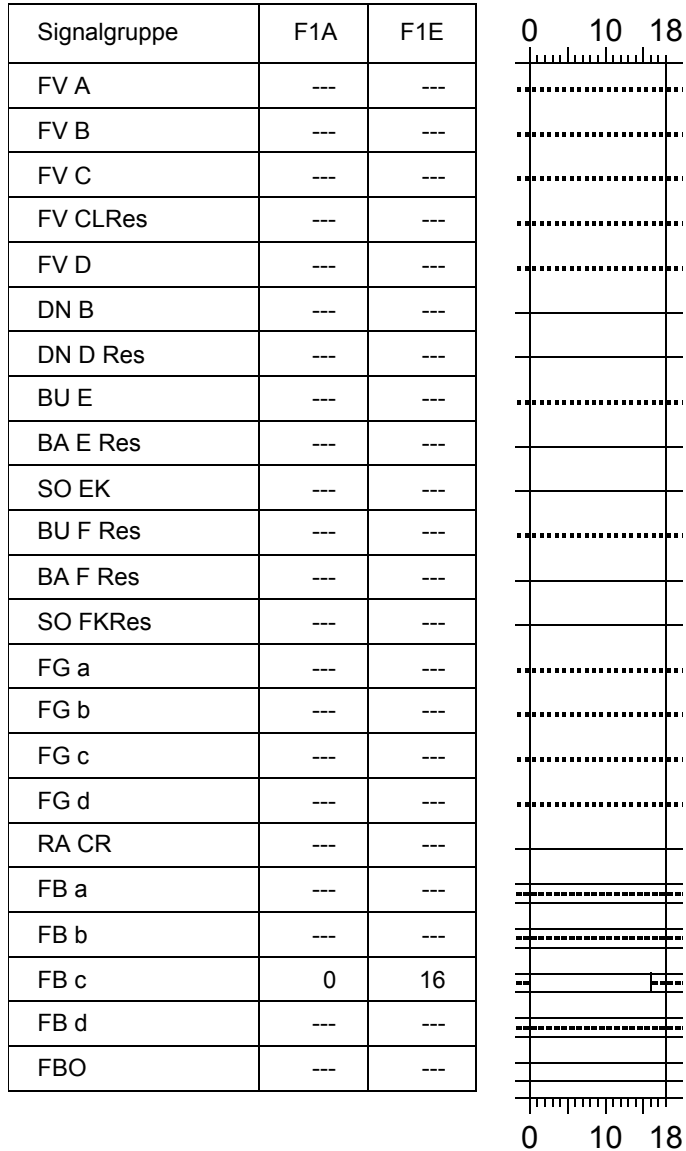 Signalgruppe F1A F1E 0 10 18
FV A --- ---
FV B --- ---
FV C --- ---
FV CLRes --- ---
FV D --- ---
DN B --- ---
DN D Res --- ---
BU E --- ---
BA E Res --- ---
SO EK --- ---
BU F Res --- ---
BA F Res --- ---
SO FKRes --- ---
FG a --- ---
FG b --- ---
FG c --- ---
FG d --- ---
RA CR --- ---
FB a --- ---
FB b --- ---
FB c 0 16
FB d --- ---
FBO --- ---
0 10 18